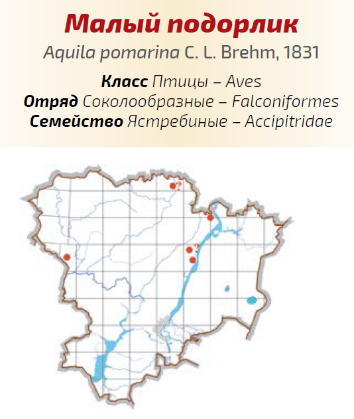 Малый подорлик
Aquila pomarina C. L. Brehm, 1831
Класс Птицы – Aves
Отряд Соколообразные – Falconiformes
Семейство Ястребиные – Accipitridae
?
?